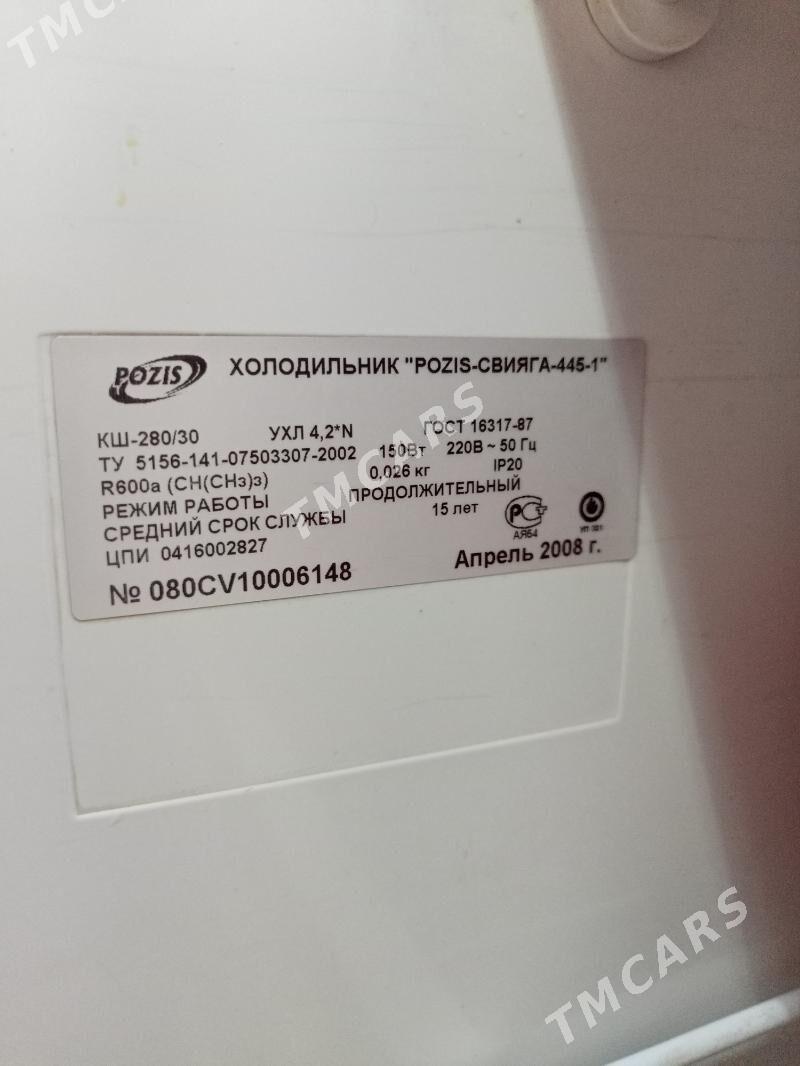 TMCARS
POZIS
ХОЛОДИЛЬНИК "POZIS-СВИЯГА-445-1"
КШ-280/30 УХЛ 4,2*N ГОСТ 16317-87
ТУ 5156-141-07503307-2002 150Вт 220В ~ 50 Гц
R600a (CH(CH3)3) 0,026 кг IP20
РЕЖИМ РАБОТЫ ПРОДОЛЖИТЕЛЬНЫЙ
СРЕДНИЙ СРОК СЛУЖБЫ 15 лет
ЦПИ 0416002827
АЯ64
№ 080CV10006148 Апрель 2008 г.
TMCARS
TMCARS